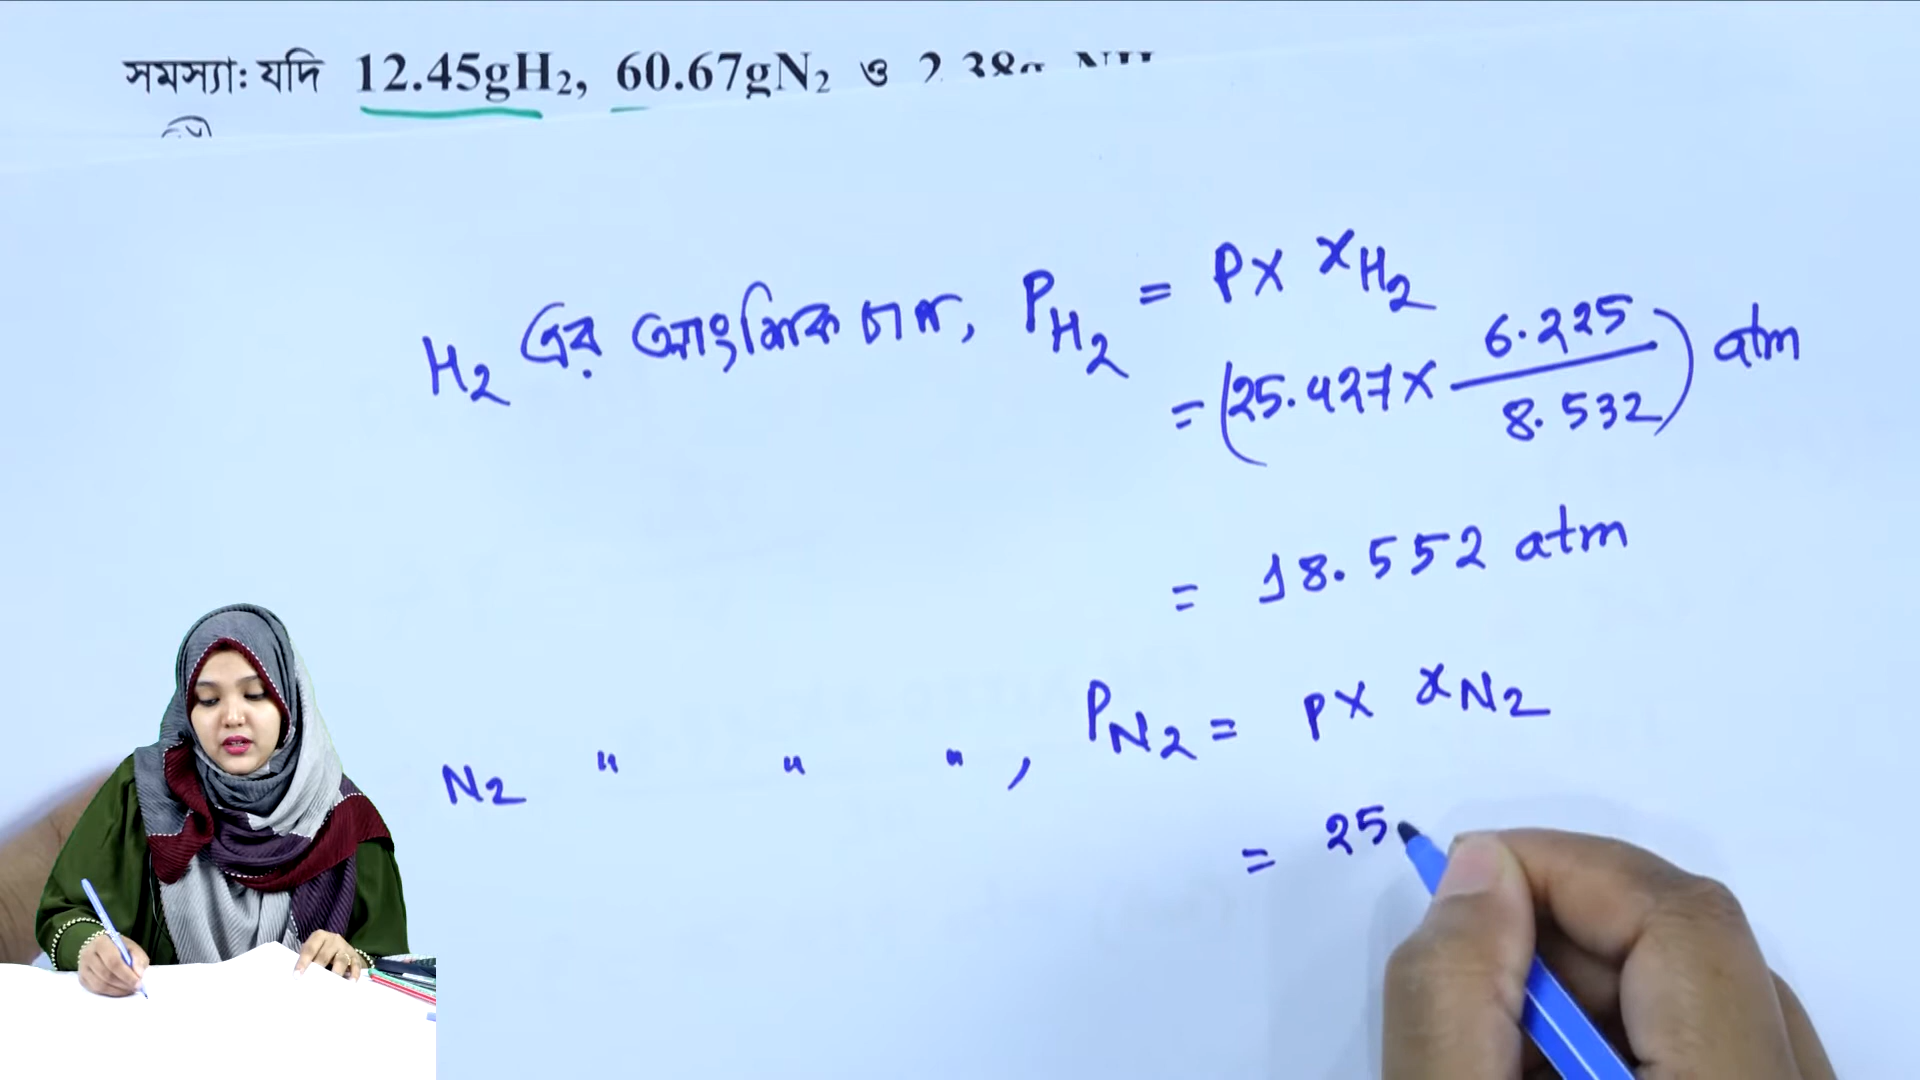 সমস্যা: যদি 12.45gH₂, 60.67gN₂ ও
H₂ এর আংশিক চাপ, P_H₂ = P× x_H₂
= (25.427× 6.225/8.532) atm
= 18.552 atm
N₂ " " " , P_N₂ = P× x_N₂
= 25